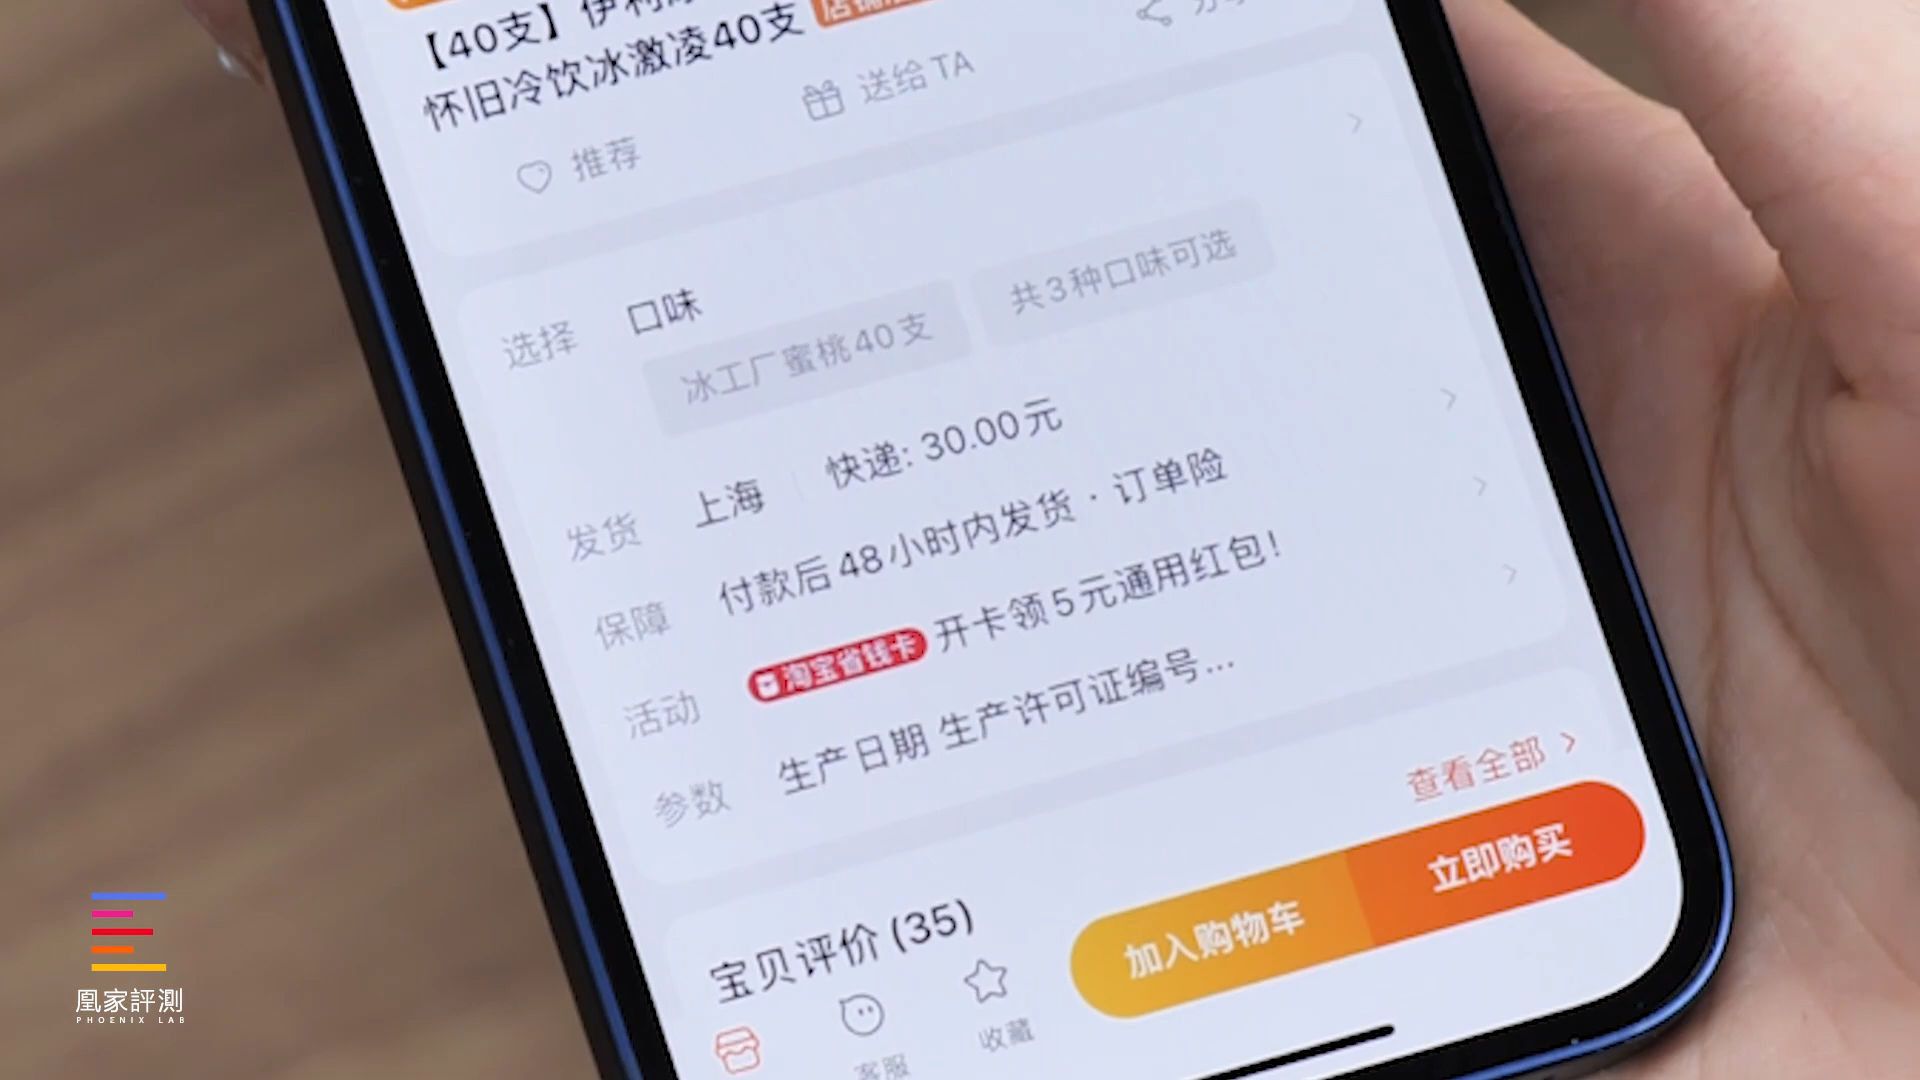 【40支】伊利冰
怀旧冷饮冰激凌40支
推荐
送给TA
选择
口味
冰工厂蜜桃40支
共3种口味可选
发货
上海
快递: 30.00元
保障
付款后48小时内发货 · 订单险
活动
淘宝省钱卡
开卡领5元通用红包!
参数
生产日期 生产许可证编号...
查看全部
宝贝评价 (35)
客服
收藏
加入购物车
立即购买
凰家評測
PHOENIX LAB